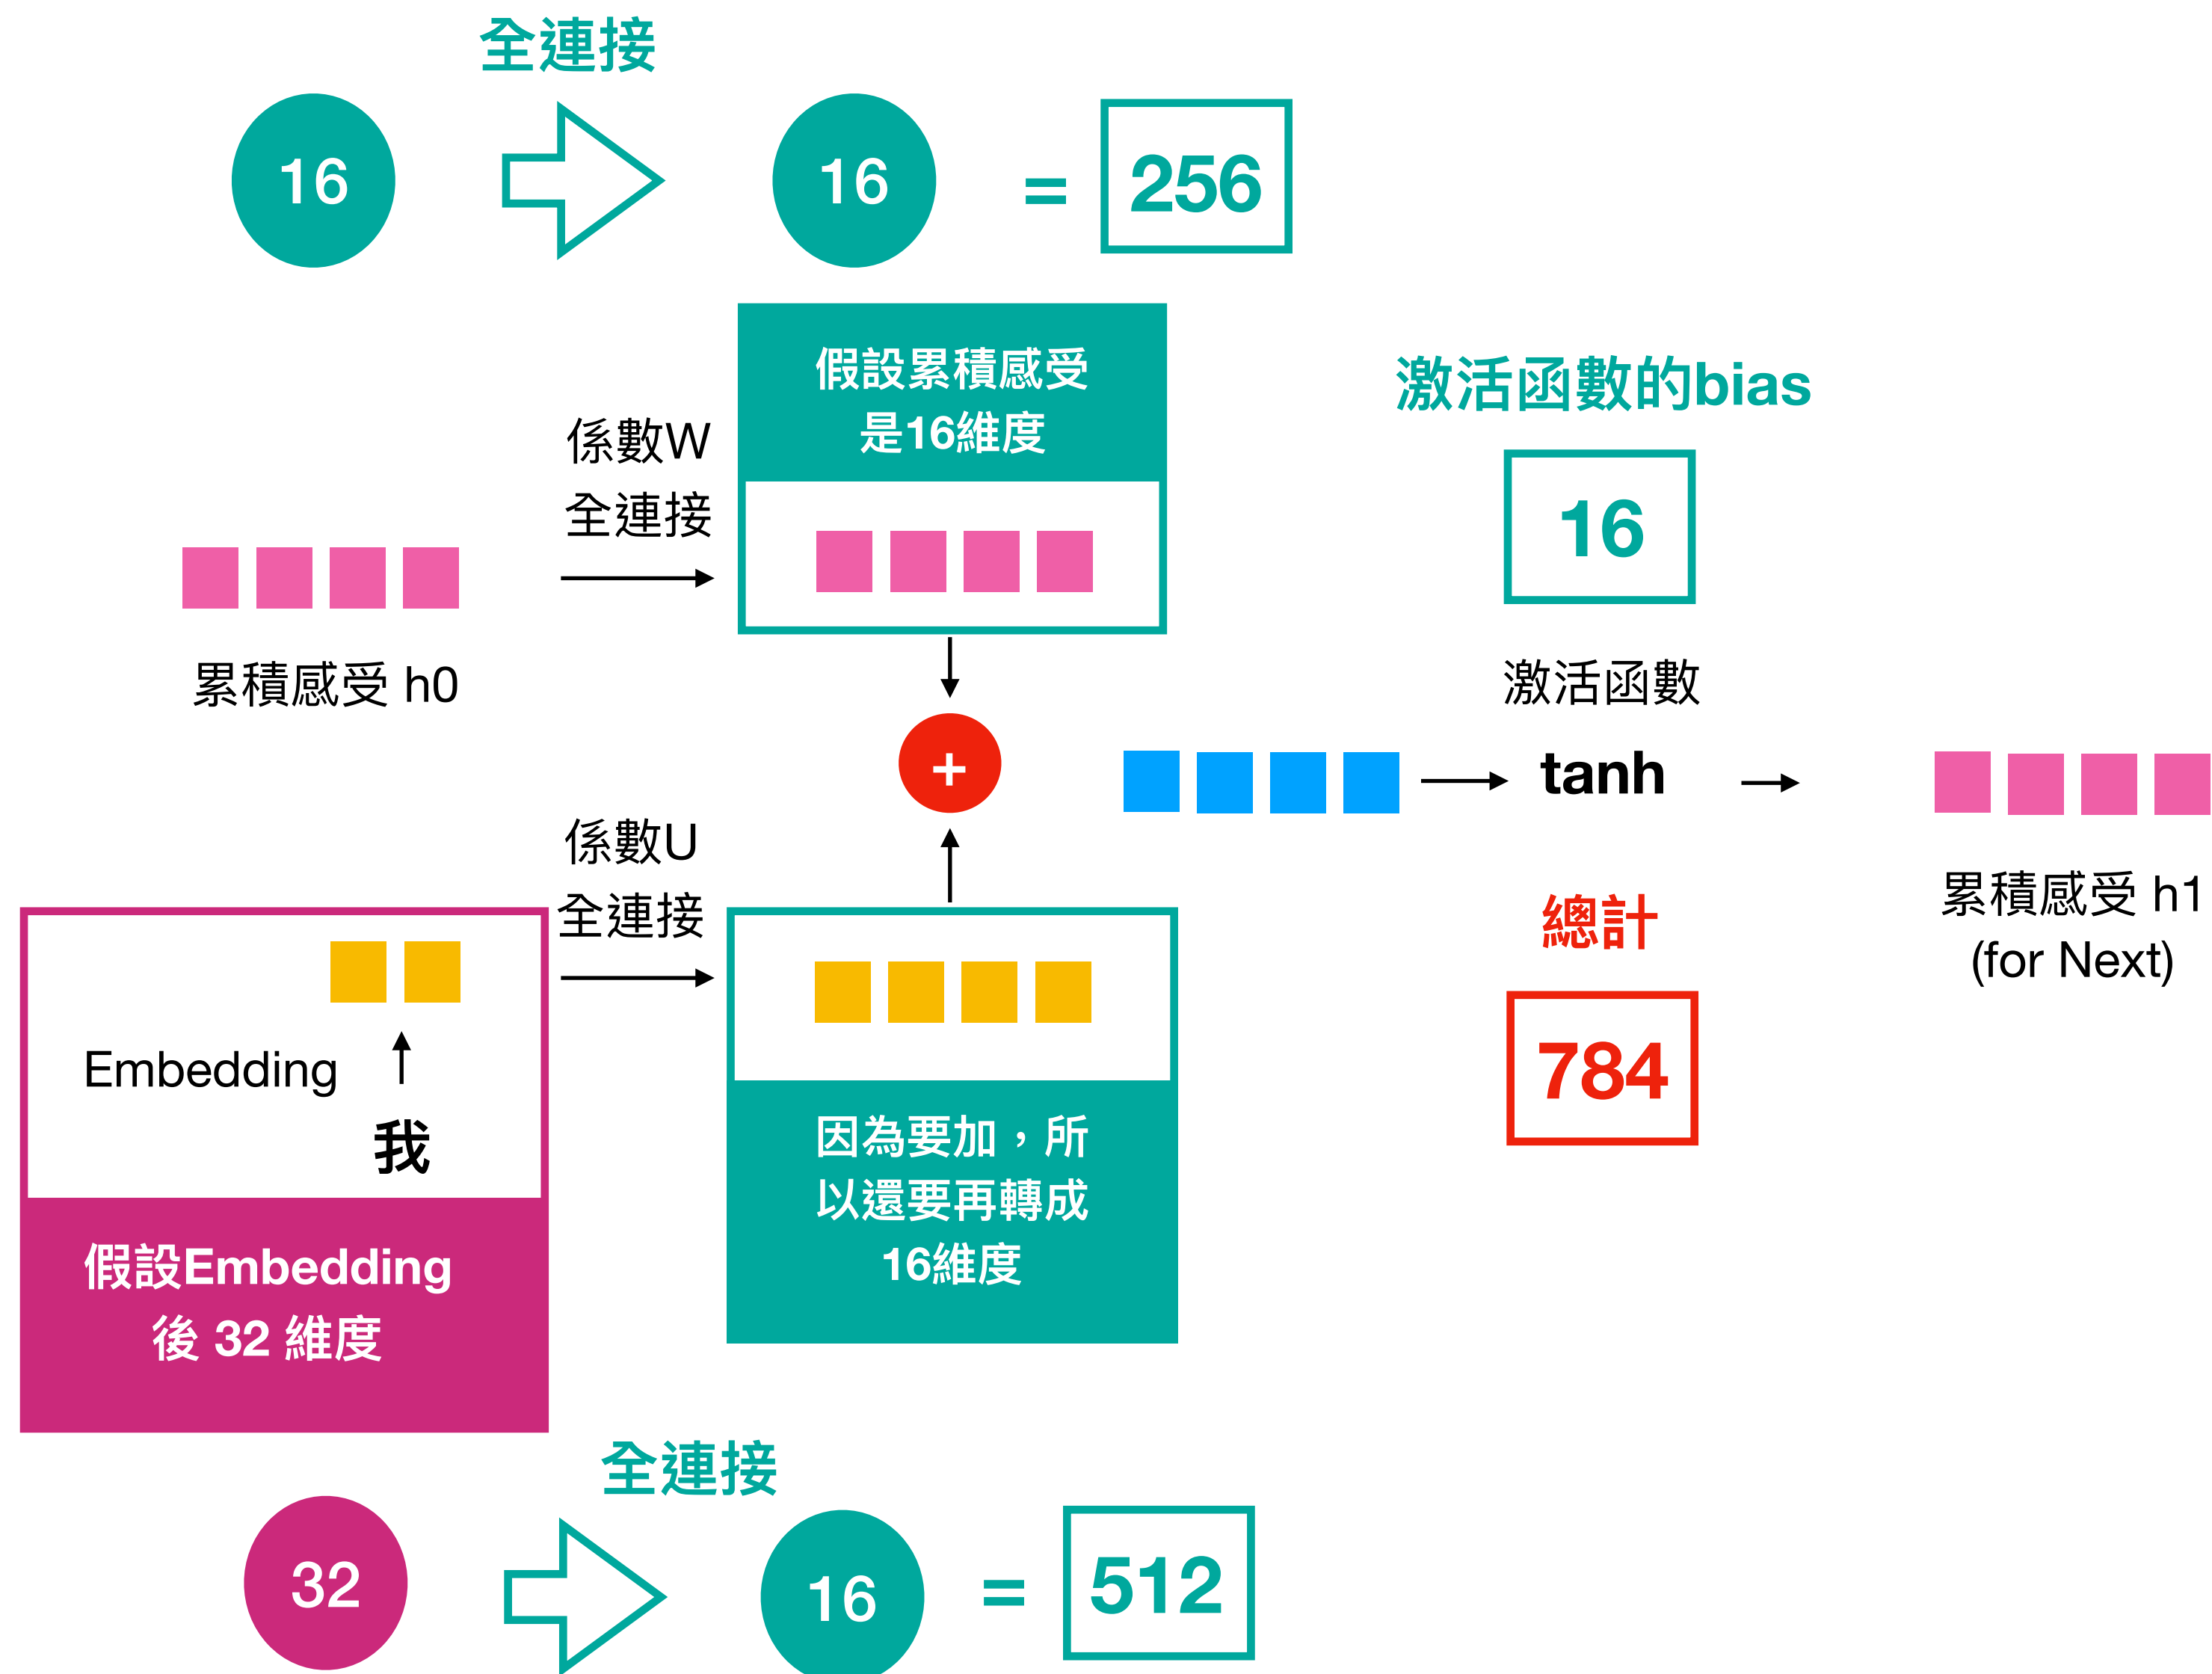 全連接
16
16
=
256
假設累積感受
是16維度
係數W
全連接
累積感受 h0
激活函數的bias
16
激活函數
+
tanh
係數U
全連接
Embedding
我
假設Embedding
後 32 維度
因為要加，所
以還要再轉成
16維度
總計
784
累積感受 h1
(for Next)
全連接
32
16
=
512